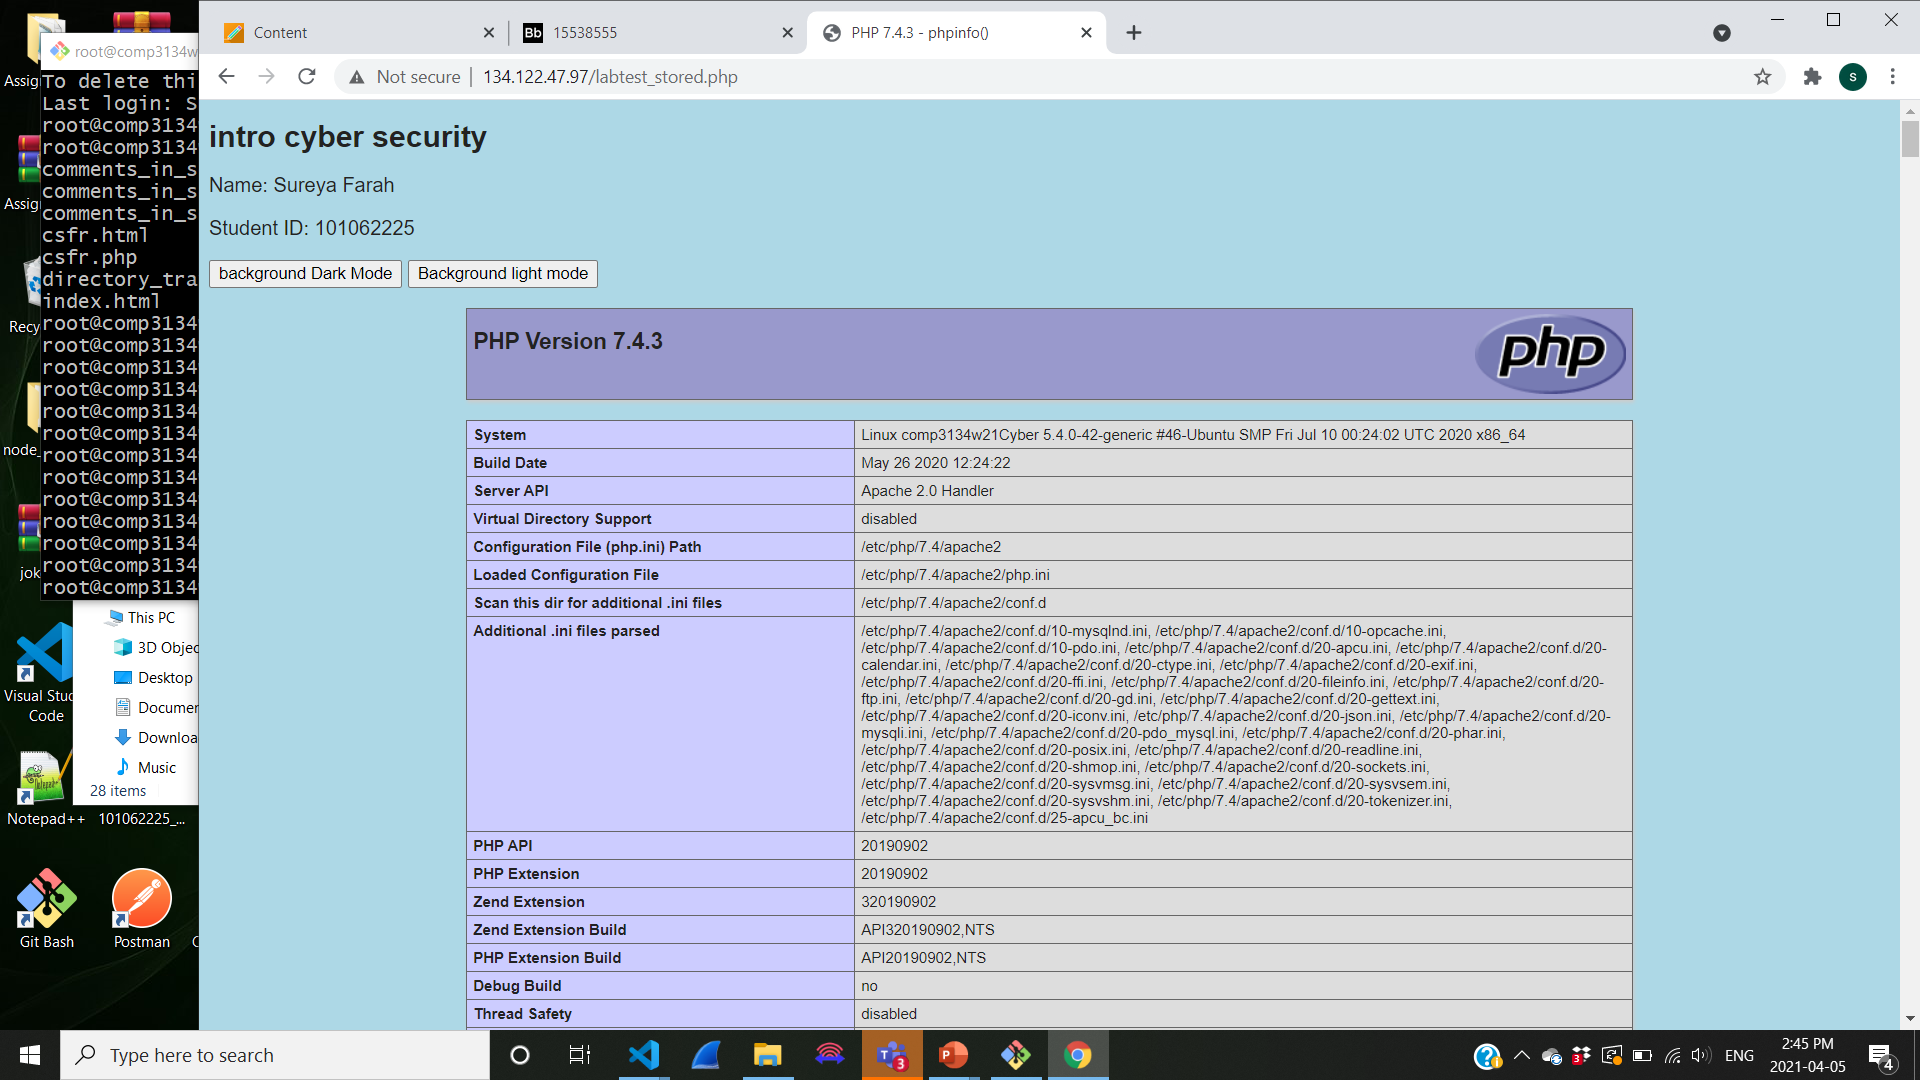 Content
Bb 15538555
PHP 7.4.3 - phpinfo()
Not secure
134.122.47.97/labtest_stored.php
s
root@comp3134w
To delete thi
Last login: S
root@comp3134
root@comp3134
comments_in_s
comments_in_s
comments_in_s
csfr.html
csfr.php
directory_tra
index.html
root@comp3134
root@comp3134
root@comp3134
root@comp3134
root@comp3134
root@comp3134
root@comp3134
root@comp3134
root@comp3134
root@comp3134
root@comp3134
root@comp3134
root@comp3134
Assig
Assig
Recy
node_
jok
Visual Stuc
Code
Notepad++
101062225_...
Git Bash
Postman
This PC
3D Objec
Desktop
Documen
Downloa
Music
28 items
intro cyber security
Name: Sureya Farah
Student ID: 101062225
background Dark Mode
Background light mode
PHP Version 7.4.3
php
System Linux comp3134w21Cyber 5.4.0-42-generic #46-Ubuntu SMP Fri Jul 10 00:24:02 UTC 2020 x86_64
Build Date May 26 2020 12:24:22
Server API Apache 2.0 Handler
Virtual Directory Support disabled
Configuration File (php.ini) Path /etc/php/7.4/apache2
Loaded Configuration File /etc/php/7.4/apache2/php.ini
Scan this dir for additional .ini files /etc/php/7.4/apache2/conf.d
Additional .ini files parsed /etc/php/7.4/apache2/conf.d/10-mysqlnd.ini, /etc/php/7.4/apache2/conf.d/10-opcache.ini,
/etc/php/7.4/apache2/conf.d/10-pdo.ini, /etc/php/7.4/apache2/conf.d/20-apcu.ini, /etc/php/7.4/apache2/conf.d/20-
calendar.ini, /etc/php/7.4/apache2/conf.d/20-ctype.ini, /etc/php/7.4/apache2/conf.d/20-exif.ini,
/etc/php/7.4/apache2/conf.d/20-ffi.ini, /etc/php/7.4/apache2/conf.d/20-fileinfo.ini, /etc/php/7.4/apache2/conf.d/20-
ftp.ini, /etc/php/7.4/apache2/conf.d/20-gd.ini, /etc/php/7.4/apache2/conf.d/20-gettext.ini,
/etc/php/7.4/apache2/conf.d/20-iconv.ini, /etc/php/7.4/apache2/conf.d/20-json.ini, /etc/php/7.4/apache2/conf.d/20-
mysqli.ini, /etc/php/7.4/apache2/conf.d/20-pdo_mysql.ini, /etc/php/7.4/apache2/conf.d/20-phar.ini,
/etc/php/7.4/apache2/conf.d/20-posix.ini, /etc/php/7.4/apache2/conf.d/20-readline.ini,
/etc/php/7.4/apache2/conf.d/20-shmop.ini, /etc/php/7.4/apache2/conf.d/20-sockets.ini,
/etc/php/7.4/apache2/conf.d/20-sysvmsg.ini, /etc/php/7.4/apache2/conf.d/20-sysvsem.ini,
/etc/php/7.4/apache2/conf.d/20-sysvshm.ini, /etc/php/7.4/apache2/conf.d/20-tokenizer.ini,
/etc/php/7.4/apache2/conf.d/25-apcu_bc.ini
PHP API 20190902
PHP Extension 20190902
Zend Extension 320190902
Zend Extension Build API320190902,NTS
PHP Extension Build API20190902,NTS
Debug Build no
Thread Safety disabled
Type here to search
3
3
ENG
2:45 PM
2021-04-05
4